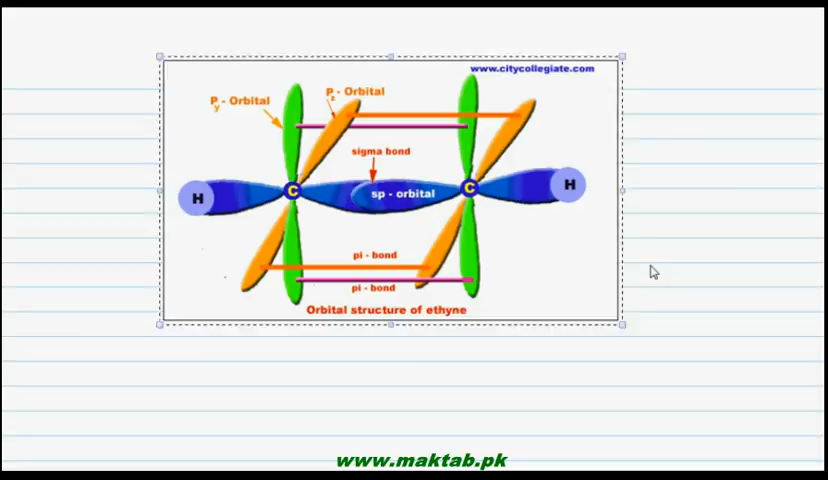 www.citycollegiate.com
Py - Orbital
Pz - Orbital
sigma bond
H
C
sp - orbital
C
H
pi - bond
pi - bond
Orbital structure of ethyne
www.maktab.pk